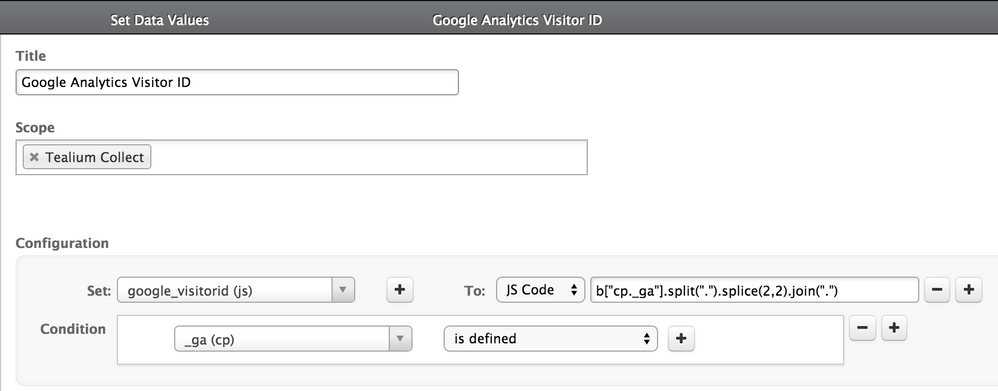 Set Data Values Google Analytics Visitor ID
Title
Google Analytics Visitor ID
Scope
✖ Tealium Collect
Configuration
Set: google_visitorid (js) + To: JS Code b["cp._ga"].split(".").splice(2,2).join(".") − +
Condition _ga (cp) is defined + − +